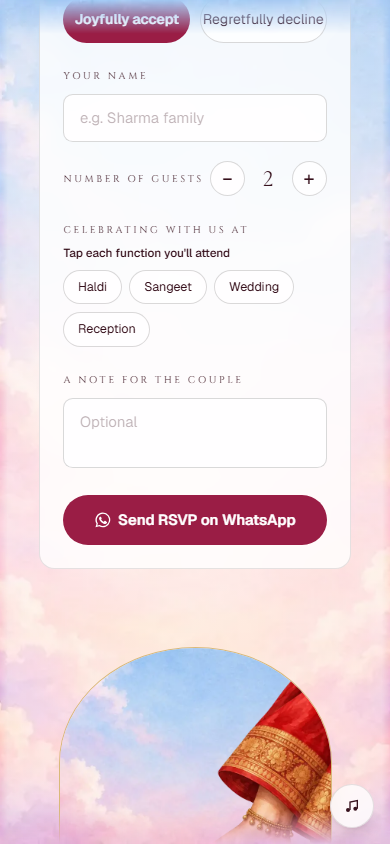 Joyfully accept
Regretfully decline
YOUR NAME
e.g. Sharma family
NUMBER OF GUESTS
− 2 +
CELEBRATING WITH US AT
Tap each function you'll attend
Haldi
Sangeet
Wedding
Reception
A NOTE FOR THE COUPLE
Optional
Send RSVP on WhatsApp